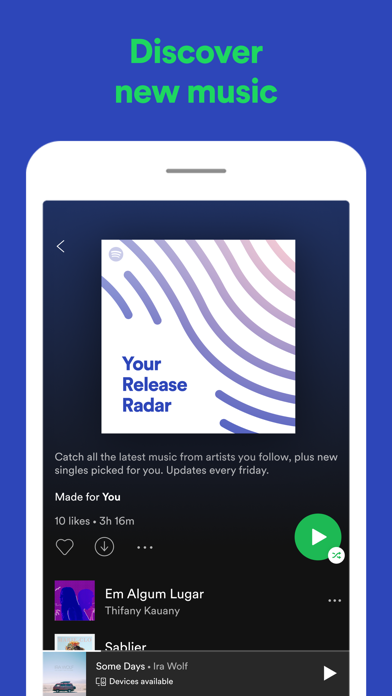 Discover
new music
Your
Release
Radar
Catch all the latest music from artists you follow, plus new
singles picked for you. Updates every friday.
Made for You
10 likes • 3h 16m
Em Algum Lugar
Thifany Kauany
Sablier
Some Days • Ira Wolf
Devices available